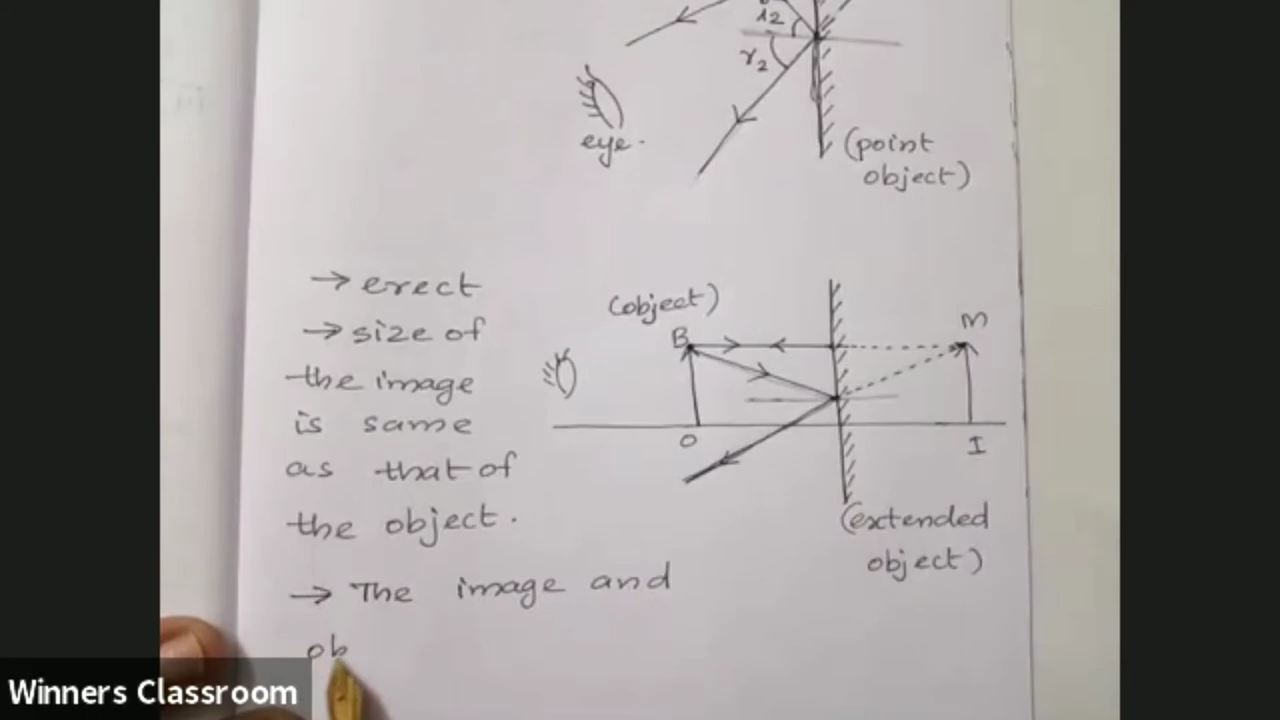 i2
r2
eye.
(point
object)
→ erect
→ size of
the image
is same
as that of
the object.
→ The image and
ob
(object)
B
M
O
I
(extended
object)
Winners Classroom